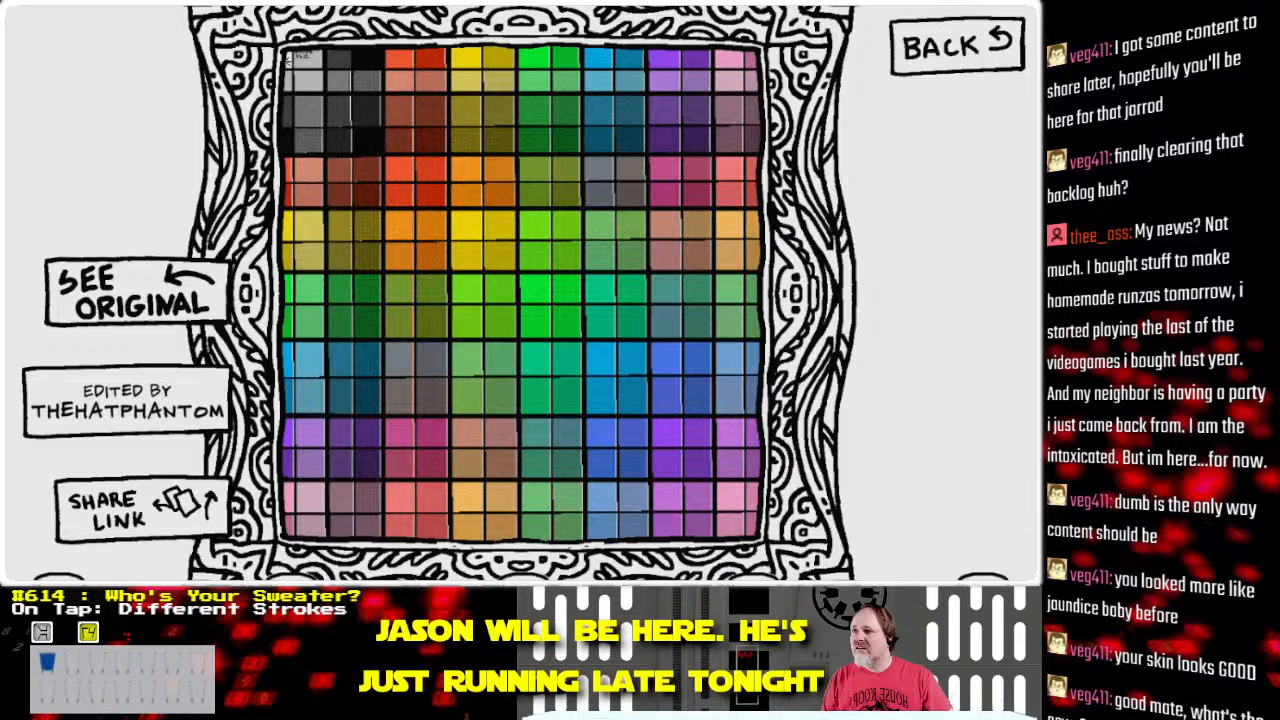 BACK
SEE
ORIGINAL
EDITED BY
THEHATPHANTOM
SHARE
LINK
#614 : Who's Your Sweater?
On Tap: Different Strokes
JASON WILL BE HERE. HE'S
JUST RUNNING LATE TONIGHT
veg411: I got some content to
share later, hopefully you'll be
here for that jarrod
veg411: finally clearing that
backlog huh?
thee_ass: My news? Not
much. I bought stuff to make
homemade runzas tomorrow, i
started playing the last of the
videogames i bought last year.
And my neighbor is having a party
i just came back from. I am the
intoxicated. But im here...for now.
veg411: dumb is the only way
content should be
veg411: you looked more like
jaundice baby before
veg411: your skin looks GOOD
veg411: good mate, what's the